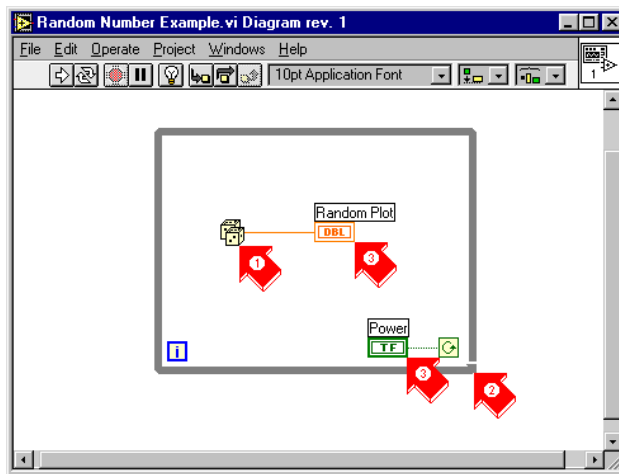 Random Number Example.vi Diagram rev. 1
File Edit Operate Project Windows Help
10pt Application Font
1
Random Plot
DBL
1
3
Power
TF
i
3
2